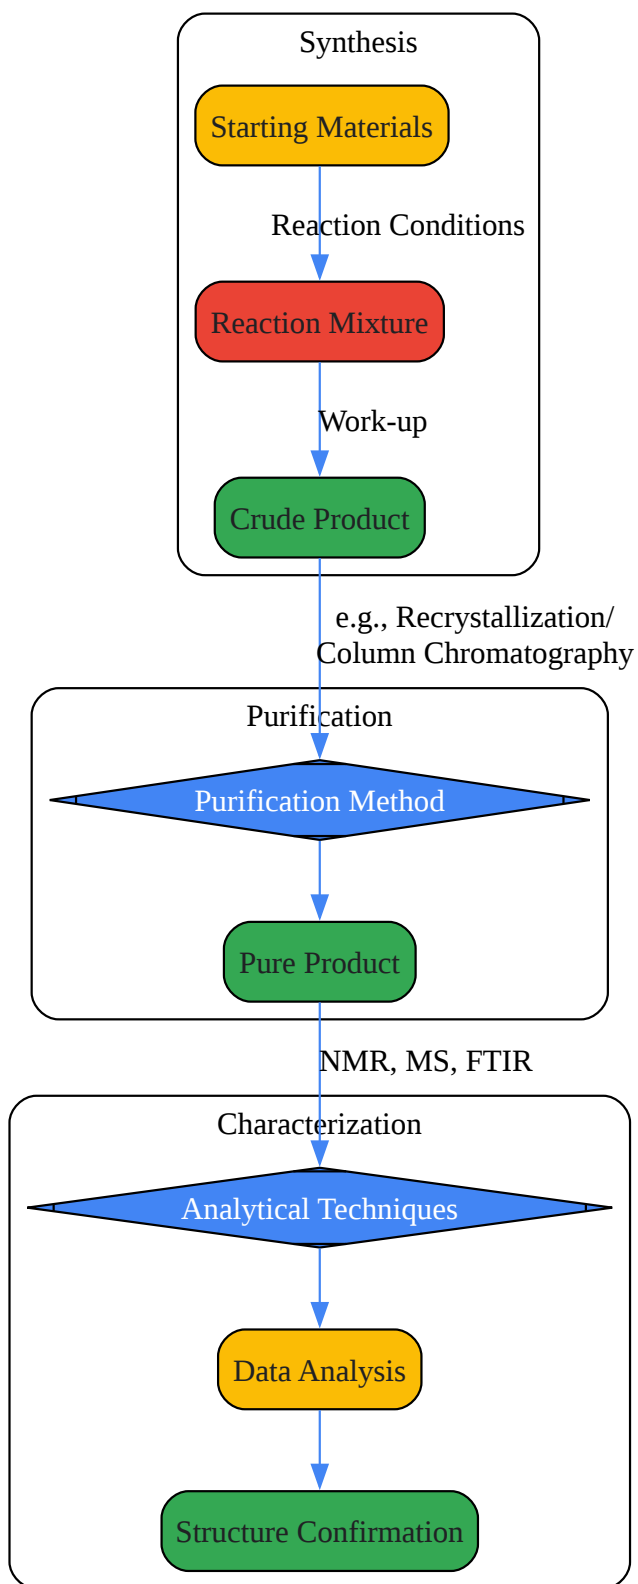 Synthesis
Starting Materials
Reaction Conditions
Reaction Mixture
Work-up
Crude Product
e.g., Recrystallization/
Column Chromatography
Purification
Purification Method
Pure Product
NMR, MS, FTIR
Characterization
Analytical Techniques
Data Analysis
Structure Confirmation